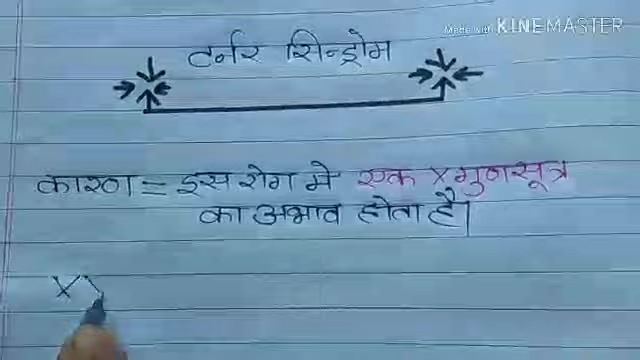 Made with KINEMASTER
टर्नर सिन्ड्रोम
कारण = इस रोग मे एक X गुणसूत्र
का अभाव होता है।
X